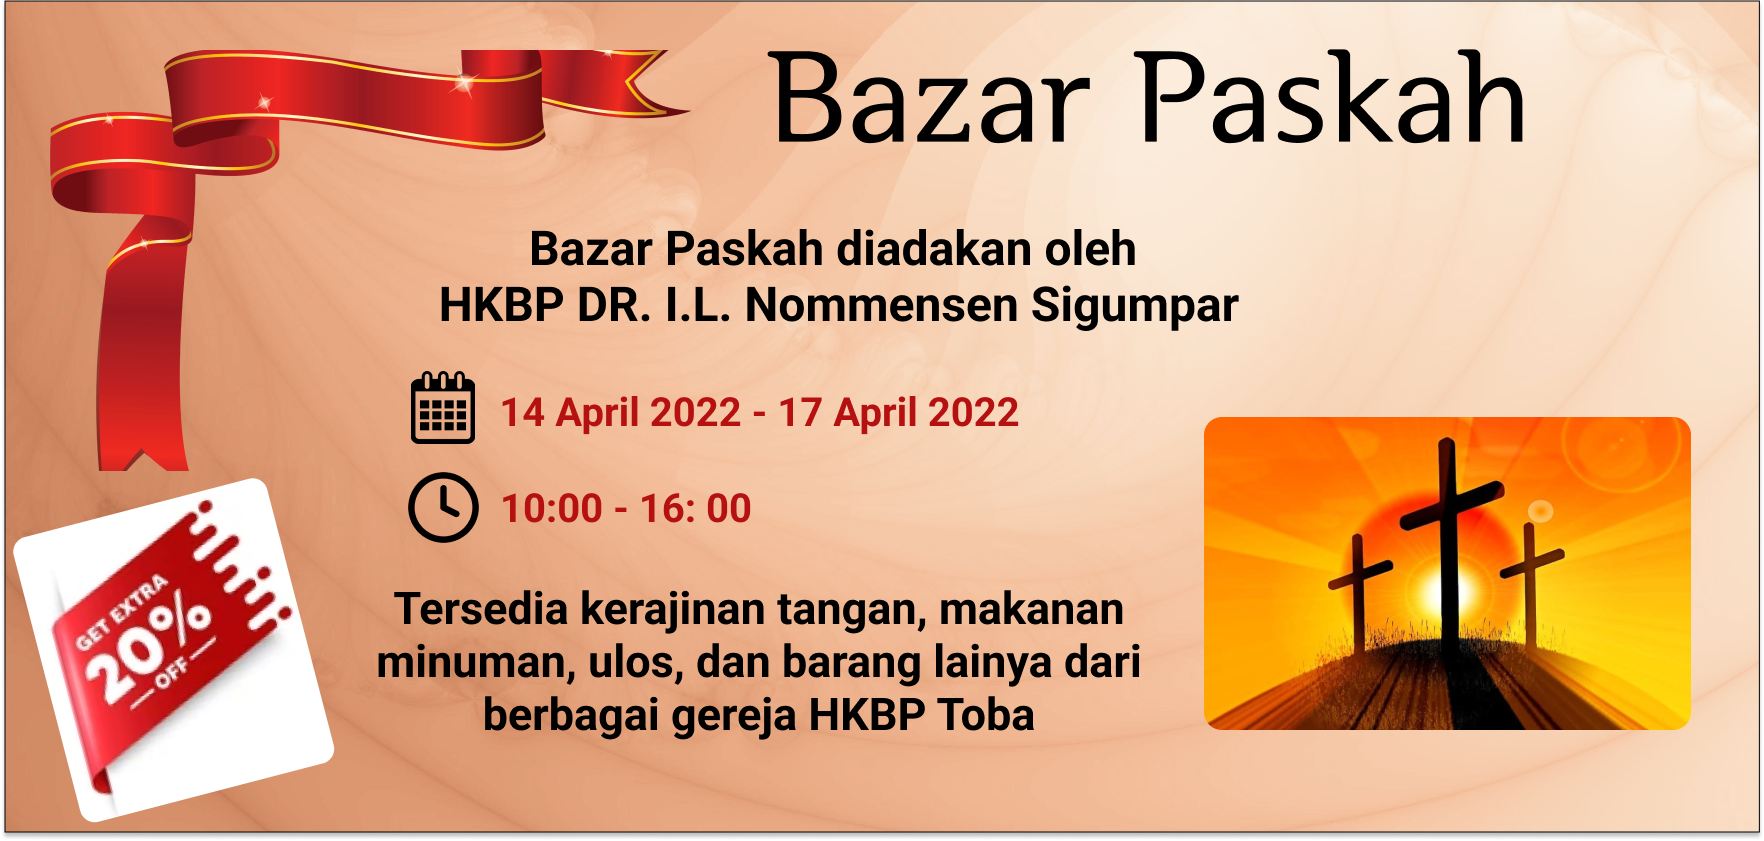 Bazar Paskah
Bazar Paskah diadakan oleh
HKBP DR. I.L. Nommensen Sigumpar
14 April 2022 - 17 April 2022
10:00 - 16: 00
GET EXTRA
20%
OFF
Tersedia kerajinan tangan, makanan
minuman, ulos, dan barang lainya dari
berbagai gereja HKBP Toba